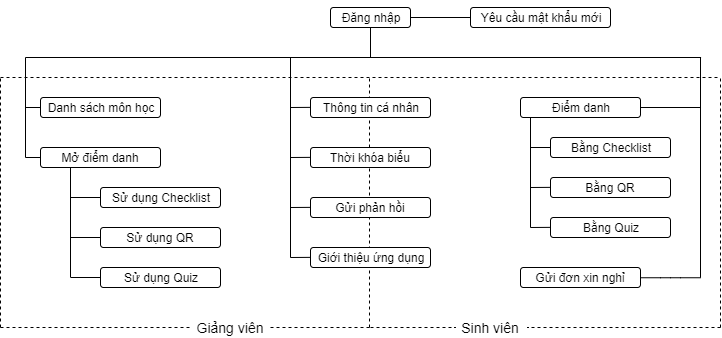 Đăng nhập
Yêu cầu mật khẩu mới
Danh sách môn học
Mở điểm danh
Sử dụng Checklist
Sử dụng QR
Sử dụng Quiz
Thông tin cá nhân
Thời khóa biểu
Gửi phản hồi
Giới thiệu ứng dụng
Điểm danh
Bằng Checklist
Bằng QR
Bằng Quiz
Gửi đơn xin nghỉ
Giảng viên
Sinh viên